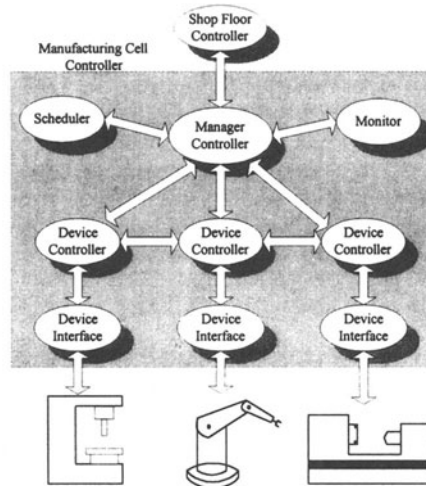 Shop Floor
Controller
Manufacturing Cell
Controller
Scheduler
Manager
Controller
Monitor
Device
Controller
Device
Controller
Device
Controller
Device
Interface
Device
Interface
Device
Interface